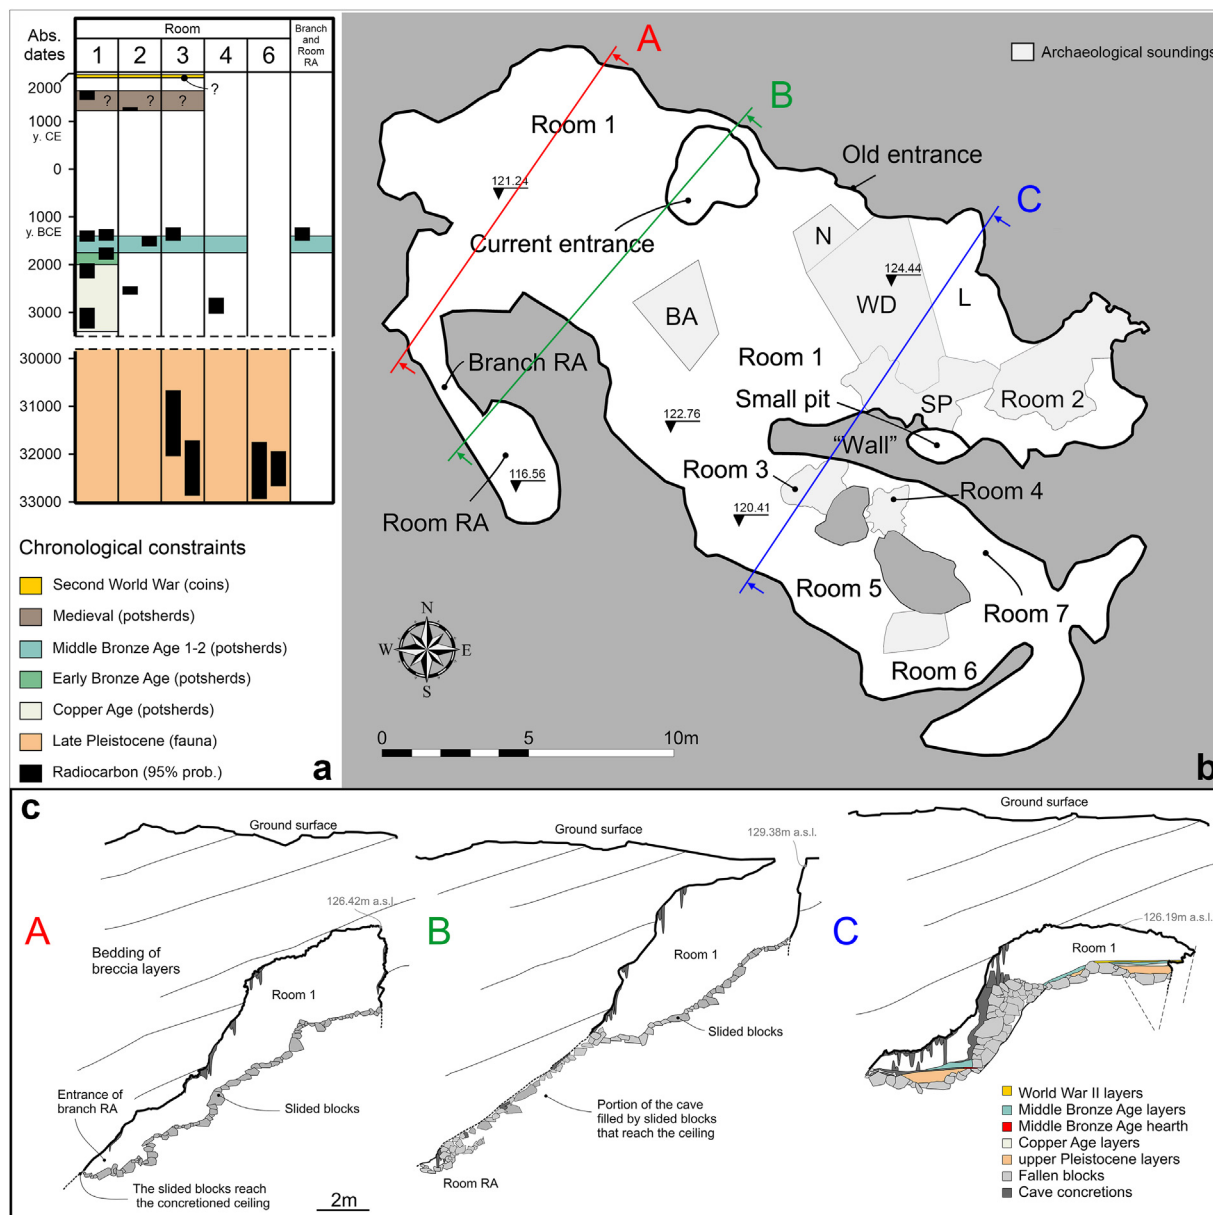 Abs.
dates
Room
Branch
and
Room
RA
1
2
3
4
6
2000
1000
y. CE
0
1000
y. BCE
2000
3000
30000
31000
32000
33000
?
?
?
?
Chronological constraints
Second World War (coins)
Medieval (potsherds)
Middle Bronze Age 1-2 (potsherds)
Early Bronze Age (potsherds)
Copper Age (potsherds)
Late Pleistocene (fauna)
Radiocarbon (95% prob.)
a
A
B
C
Archaeological soundings
Room 1
Old entrance
121.24
Current entrance
N
124.44
WD
L
BA
Room 1
Branch RA
Small pit
SP
Room 2
122.76
“Wall”
Room 3
Room 4
116.56
120.41
Room RA
Room 5
Room 7
Room 6
N
W
E
S
0
5
10m
b
c
Ground surface
126.42m a.s.l.
A
Bedding of
breccia layers
Room 1
Entrance of
branch RA
Slided blocks
The slided blocks reach
the concretioned ceiling
2m
Ground surface
129.38m a.s.l.
B
Room 1
Slided blocks
Portion of the cave
filled by slided blocks
that reach the ceiling
Room RA
Ground surface
126.19m a.s.l.
C
Room 1
World War II layers
Middle Bronze Age layers
Middle Bronze Age hearth
Copper Age layers
upper Pleistocene layers
Fallen blocks
Cave concretions